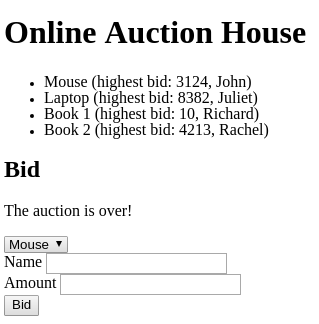 Online Auction House
Mouse (highest bid: 3124, John)
Laptop (highest bid: 8382, Juliet)
Book 1 (highest bid: 10, Richard)
Book 2 (highest bid: 4213, Rachel)
Bid
The auction is over!
Mouse
Name
Amount
Bid